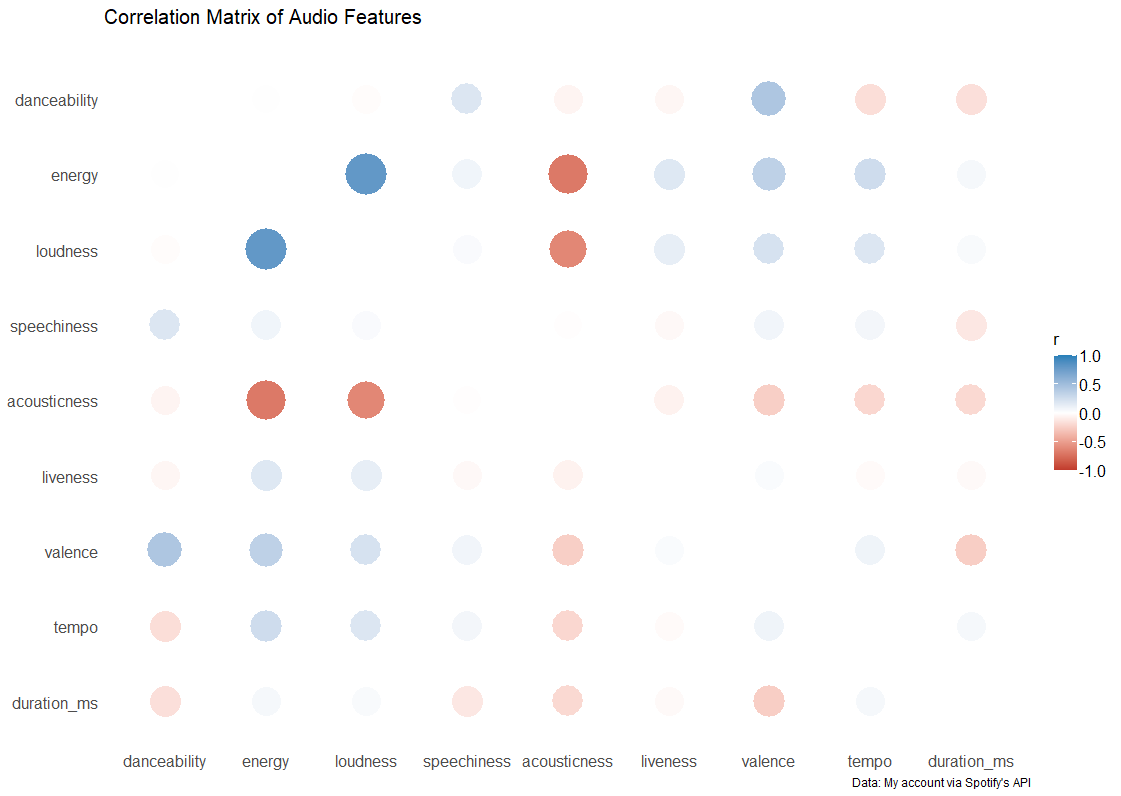 Correlation Matrix of Audio Features
danceability
energy
loudness
speechiness
acousticness
liveness
valence
tempo
duration_ms
danceability energy loudness speechiness acousticness liveness valence tempo duration_ms
r
1.0
0.5
0.0
-0.5
-1.0
Data: My account via Spotify's API